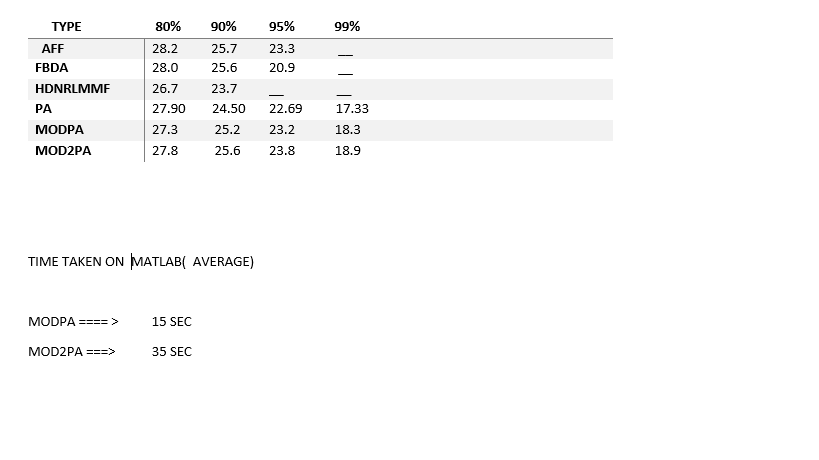 TYPE 80% 90% 95% 99%
AFF 28.2 25.7 23.3 __
FBDA 28.0 25.6 20.9 __
HDNRLMMF 26.7 23.7 __ __
PA 27.90 24.50 22.69 17.33
MODPA 27.3 25.2 23.2 18.3
MOD2PA 27.8 25.6 23.8 18.9
TIME TAKEN ON MATLAB( AVERAGE)
MODPA ==== > 15 SEC
MOD2PA ===> 35 SEC